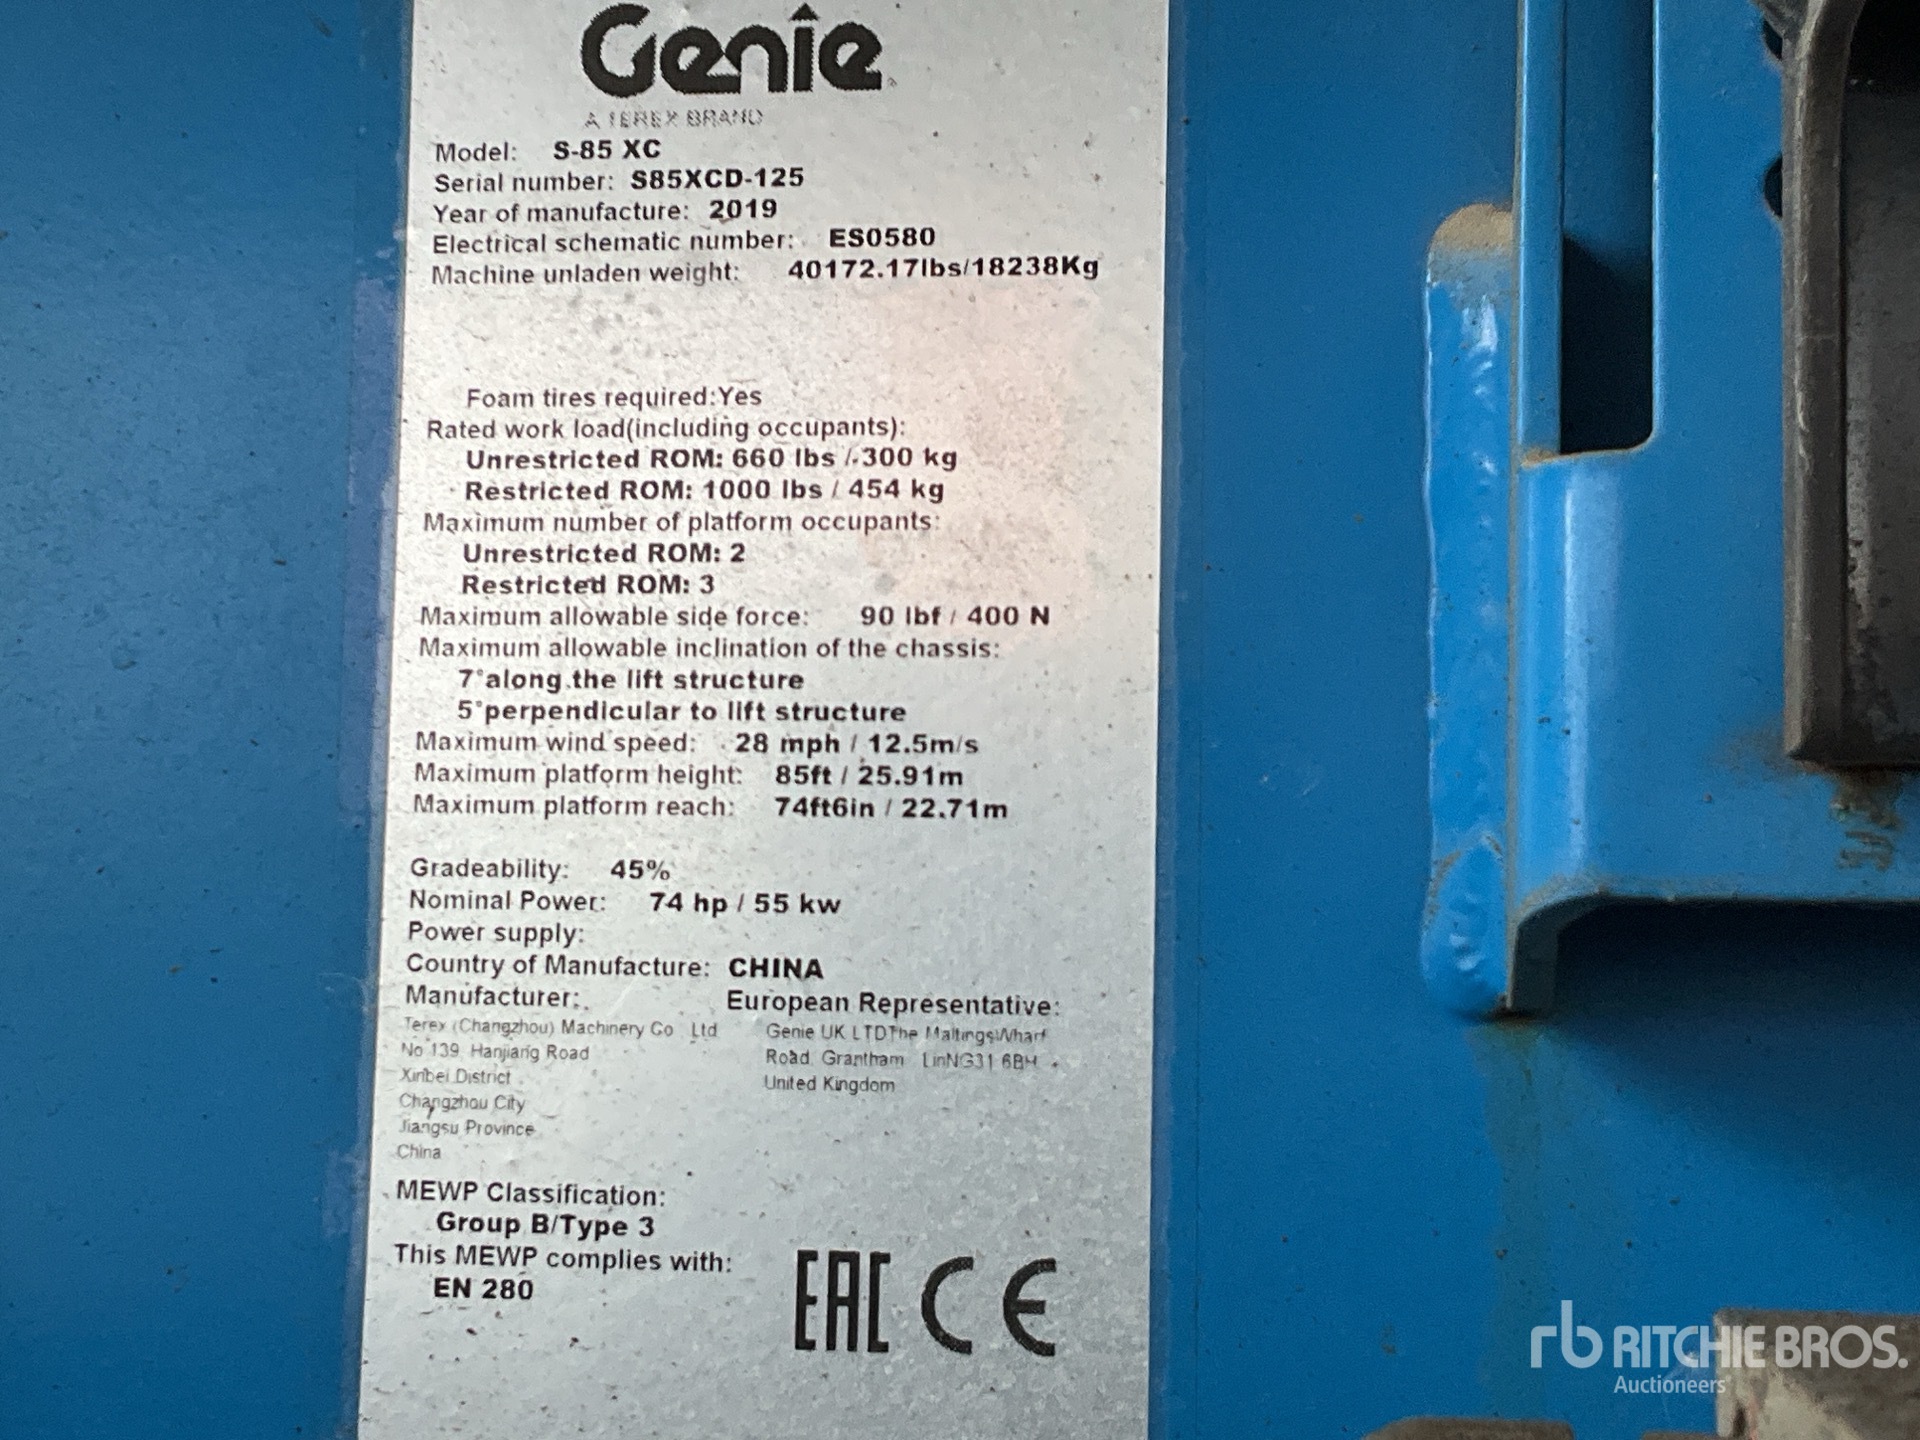 Genie
A TEREX BRAND
Model: S-85 XC
Serial number: S85XCD-125
Year of manufacture: 2019
Electrical schematic number: ES0580
Machine unladen weight: 40172.17lbs/18238Kg
Foam tires required:Yes
Rated work load(including occupants):
Unrestricted ROM: 660 lbs / 300 kg
Restricted ROM: 1000 lbs / 454 kg
Maximum number of platform occupants:
Unrestricted ROM: 2
Restricted ROM: 3
Maximum allowable side force: 90 lbf / 400 N
Maximum allowable inclination of the chassis:
7°along the lift structure
5°perpendicular to lift structure
Maximum wind speed: 28 mph / 12.5m/s
Maximum platform height: 85ft / 25.91m
Maximum platform reach: 74ft6in / 22.71m
Gradeability: 45%
Nominal Power: 74 hp / 55 kw
Power supply:
Country of Manufacture: CHINA
Manufacturer: European Representative:
Terex (Changzhou) Machinery Co Ltd Genie UK LTDThe MaltingsWharf
No 139 Hanjiang Road Road Grantham LinNG31 6BH
Xinbei District United Kingdom
Changzhou City
Jiangsu Province
China
MEWP Classification:
Group B/Type 3
This MEWP complies with:
EN 280
EAC CE
rb RITCHIE BROS.
Auctioneers